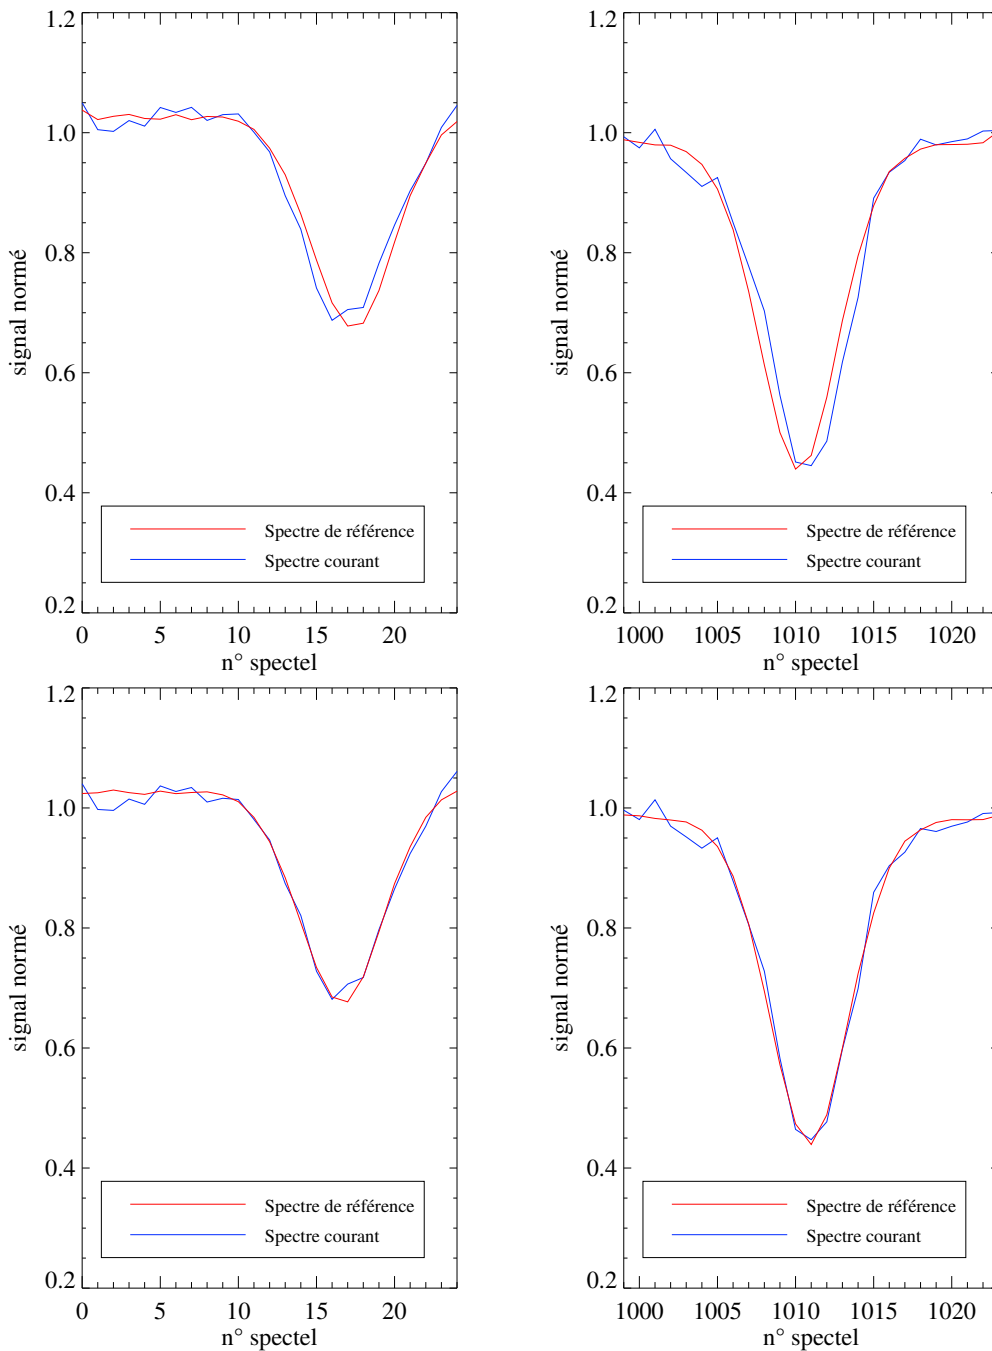 1.2
1.0
0.8
0.6
0.4
0.2
signal normé
Spectre de référence
Spectre courant
0 5 10 15 20
n° spectel
1.2
1.0
0.8
0.6
0.4
0.2
signal normé
Spectre de référence
Spectre courant
1000 1005 1010 1015 1020
n° spectel
1.2
1.0
0.8
0.6
0.4
0.2
signal normé
Spectre de référence
Spectre courant
0 5 10 15 20
n° spectel
1.2
1.0
0.8
0.6
0.4
0.2
signal normé
Spectre de référence
Spectre courant
1000 1005 1010 1015 1020
n° spectel